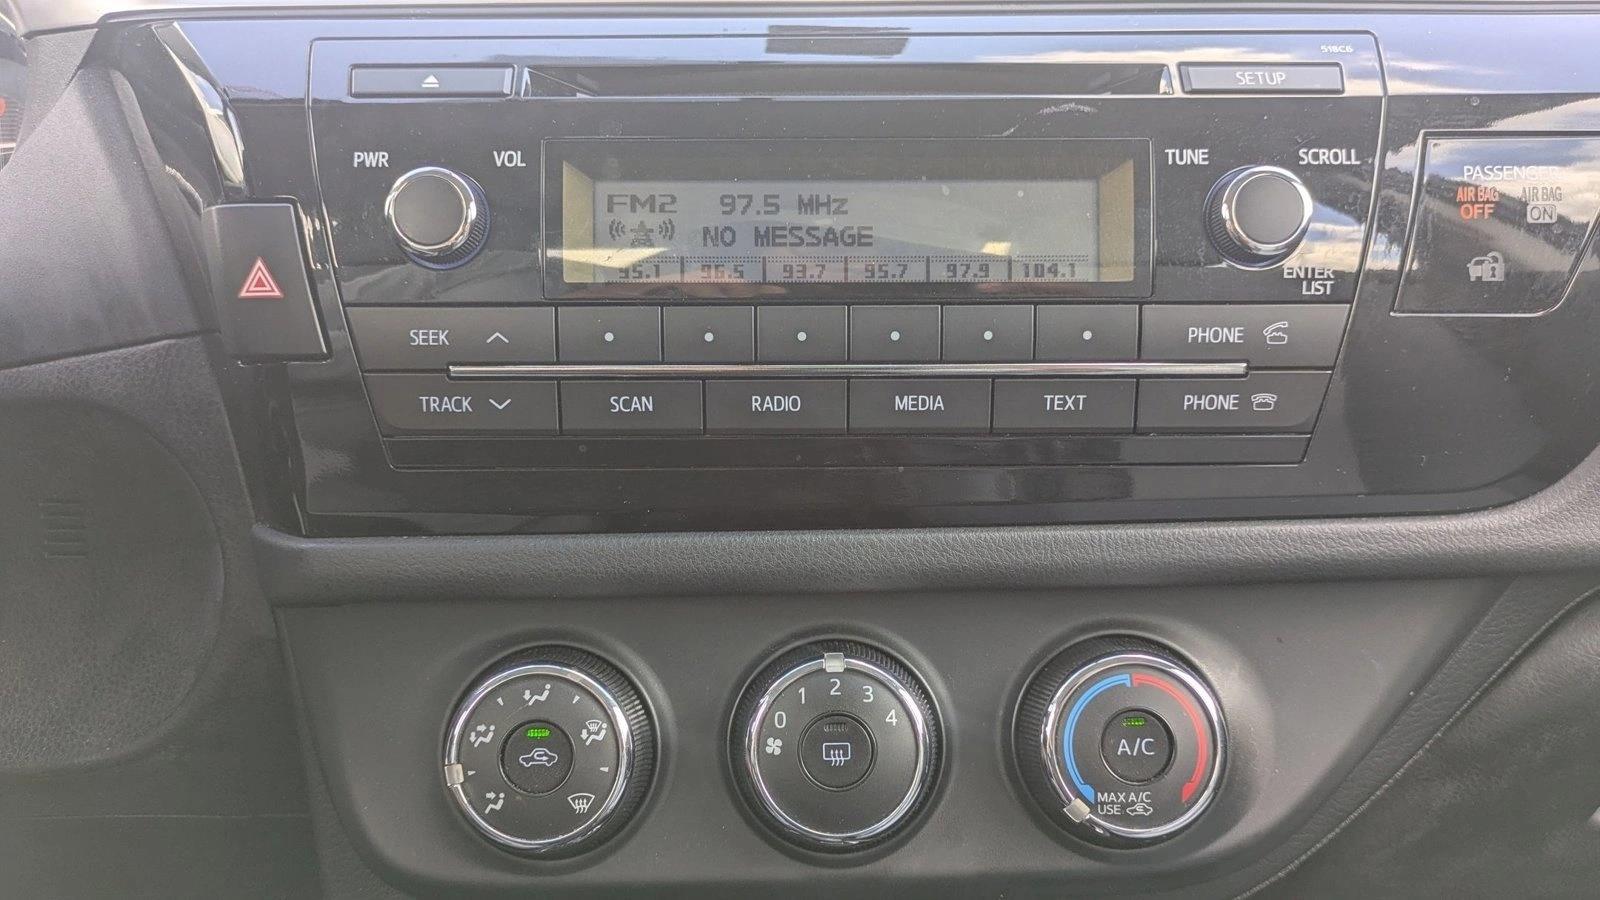 518C6
SETUP
PWR
VOL
TUNE
SCROLL
FM2 97.5 MHz
NO MESSAGE
95.1 96.5 93.7 95.7 97.9 104.1
PASSENGER
AIR BAG OFF
AIR BAG ON
ENTER
LIST
SEEK
PHONE
TRACK
SCAN
RADIO
MEDIA
TEXT
PHONE
0 1 2 3 4
A/C
MAX A/C
USE